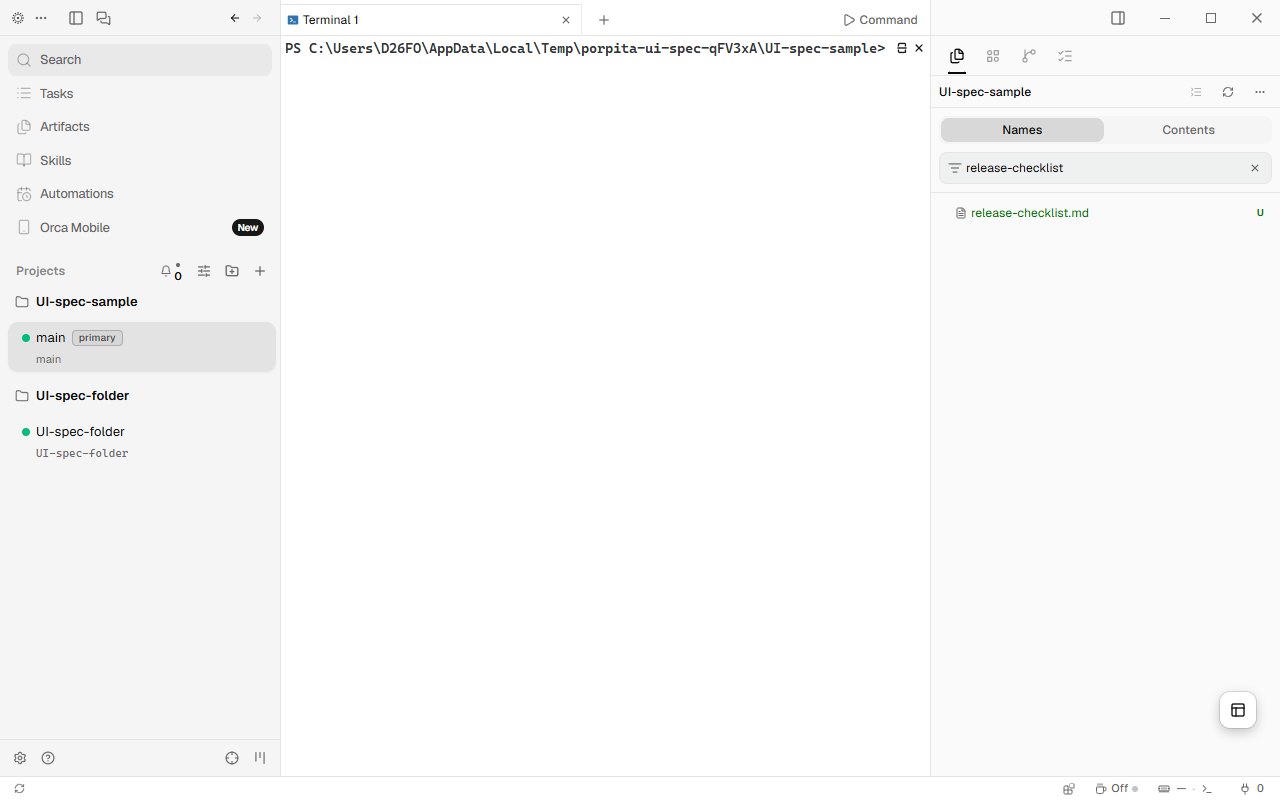 Terminal 1
Command
Search
Tasks
Artifacts
Skills
Automations
Orca Mobile
New
Projects
0
UI-spec-sample
main
primary
main
UI-spec-folder
UI-spec-folder
UI-spec-folder
PS C:\Users\D26FO\AppData\Local\Temp\porpita-ui-spec-qFV3xA\UI-spec-sample>
UI-spec-sample
Names
Contents
release-checklist
release-checklist.md
U
Off
0